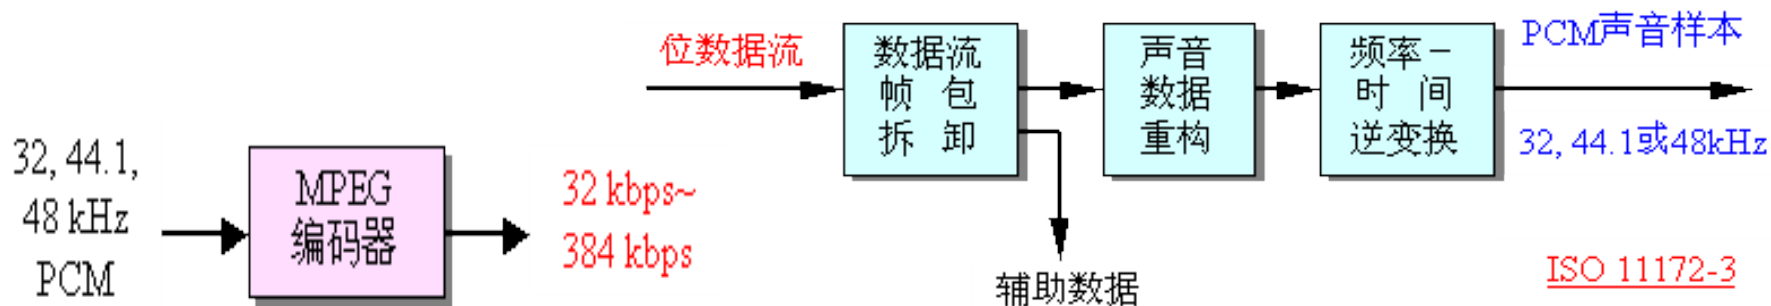 32, 44.1,
48 kHz
PCM
MPEG
编码器
32 kbps~
384 kbps
位数据流
数据流
帧 包
拆 卸
辅助数据
声音
数据
重构
频率－
时 间
逆变换
PCM声音样本
32, 44.1或48kHz
ISO 11172-3